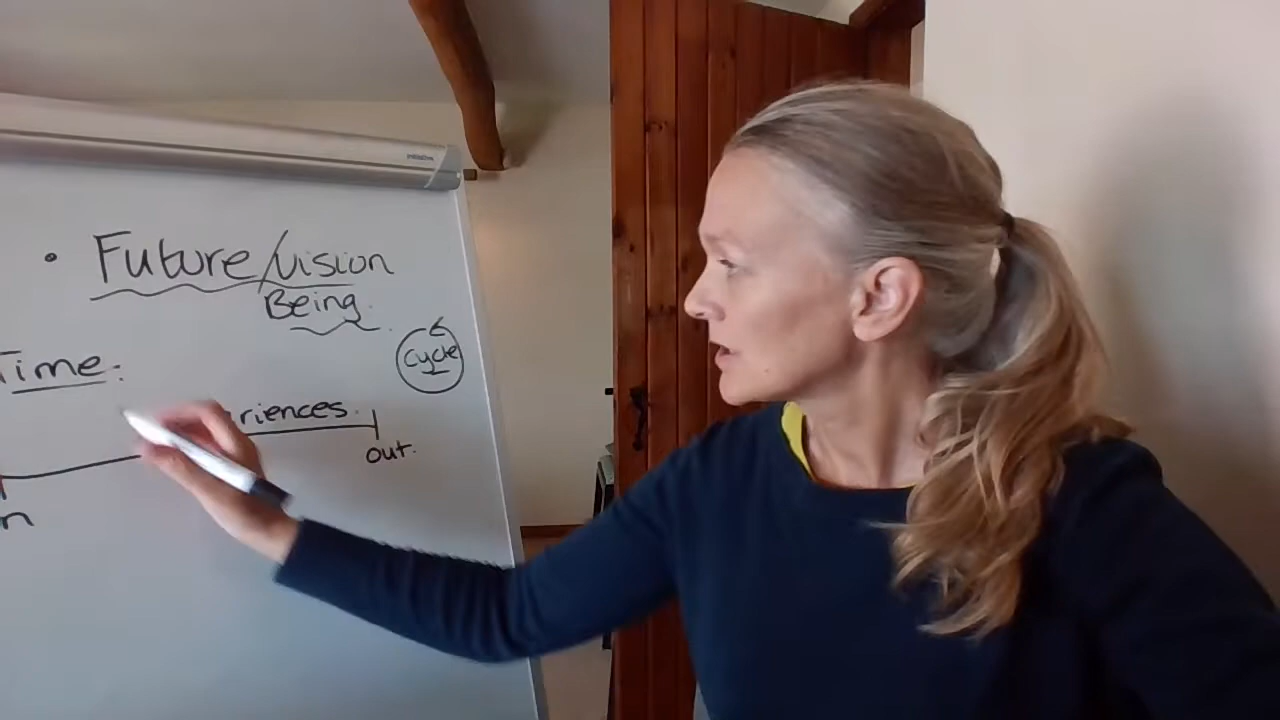 • Future/vision
Being.
Time:
cycle
riences.
out.
n